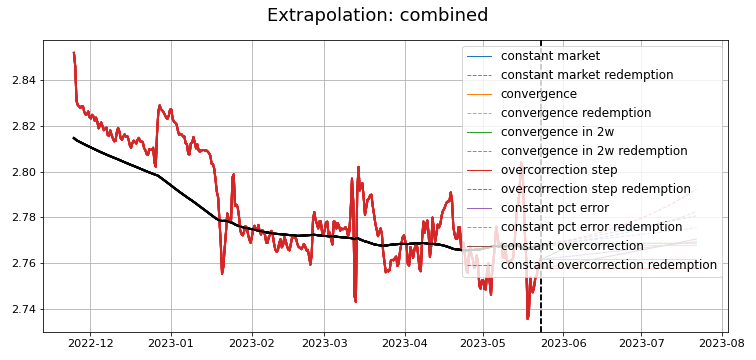 Extrapolation: combined
constant market
constant market redemption
convergence
convergence redemption
convergence in 2w
convergence in 2w redemption
overcorrection step
overcorrection step redemption
constant pct error
constant pct error redemption
constant overcorrection
constant overcorrection redemption
2.84
2.82
2.80
2.78
2.76
2.74
2022-12 2023-01 2023-02 2023-03 2023-04 2023-05 2023-06 2023-07 2023-08